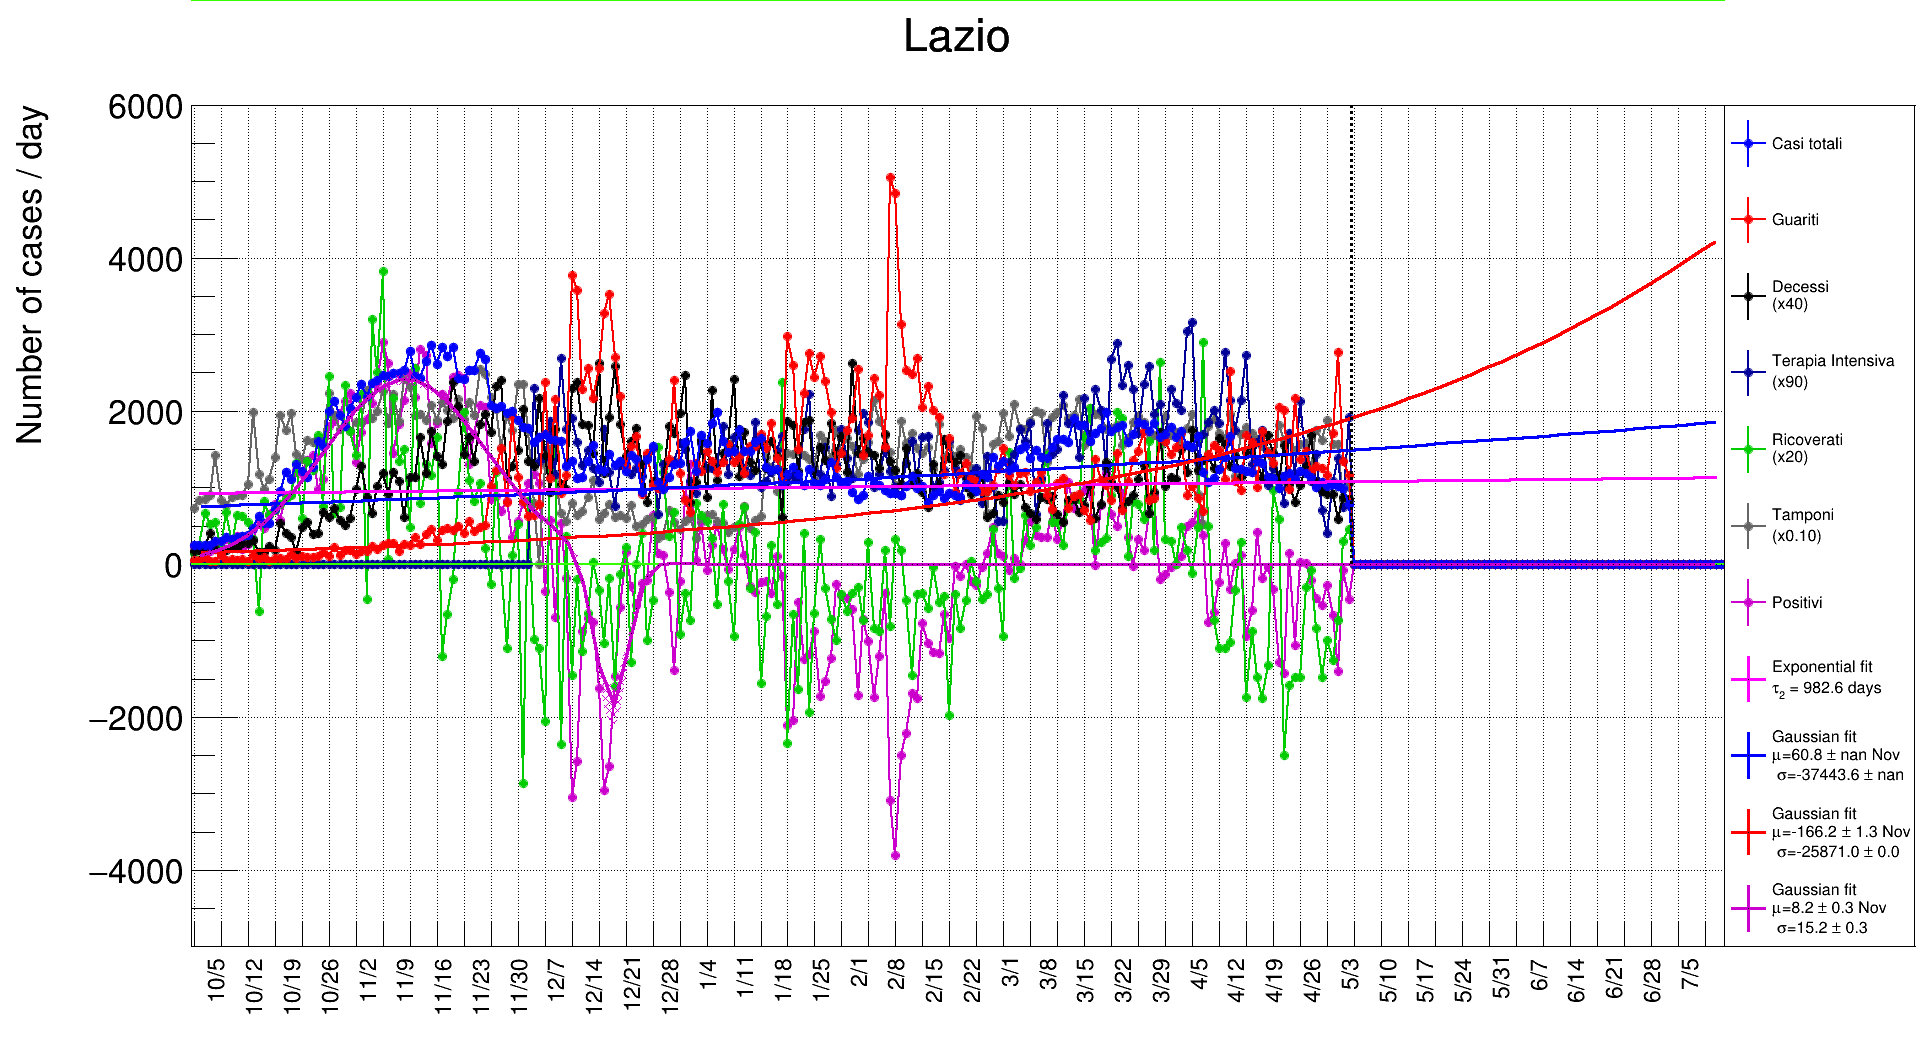 Lazio
Number of cases / day
6000
4000
2000
0
−2000
−4000
10/5
10/12
10/19
10/26
11/2
11/9
11/16
11/23
11/30
12/7
12/14
12/21
12/28
1/4
1/11
1/18
1/25
2/1
2/8
2/15
2/22
3/1
3/8
3/15
3/22
3/29
4/5
4/12
4/19
4/26
5/3
5/10
5/17
5/24
5/31
6/7
6/14
6/21
6/28
7/5
Casi totali
Guariti
Decessi
(x40)
Terapia Intensiva
(x90)
Ricoverati
(x20)
Tamponi
(x0.10)
Positivi
Exponential fit
τ2 = 982.6 days
Gaussian fit
μ=60.8 ± nan Nov
σ=-37443.6 ± nan
Gaussian fit
μ=-166.2 ± 1.3 Nov
σ=-25871.0 ± 0.0
Gaussian fit
μ=8.2 ± 0.3 Nov
σ=15.2 ± 0.3